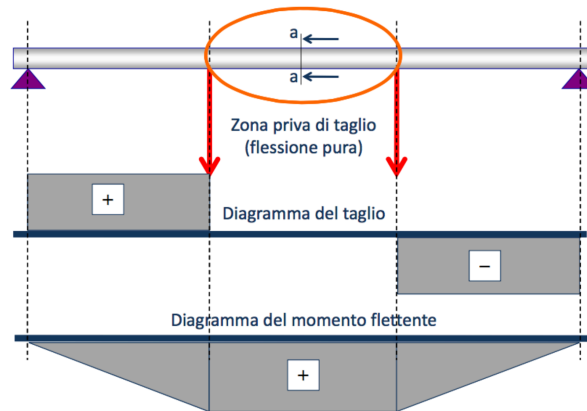 a
a
Zona priva di taglio
(flessione pura)
+
Diagramma del taglio
−
Diagramma del momento flettente
+